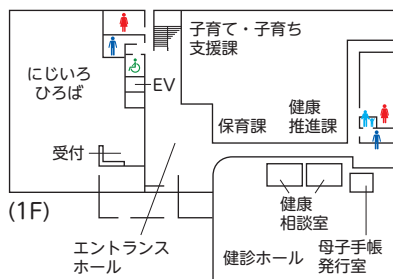 子育て・子育ち
支援課
にじいろ
ひろば
EV
健康
推進課
保育課
受付
(1F)
健康
相談室
母子手帳
発行室
エントランス
ホール
健診ホール